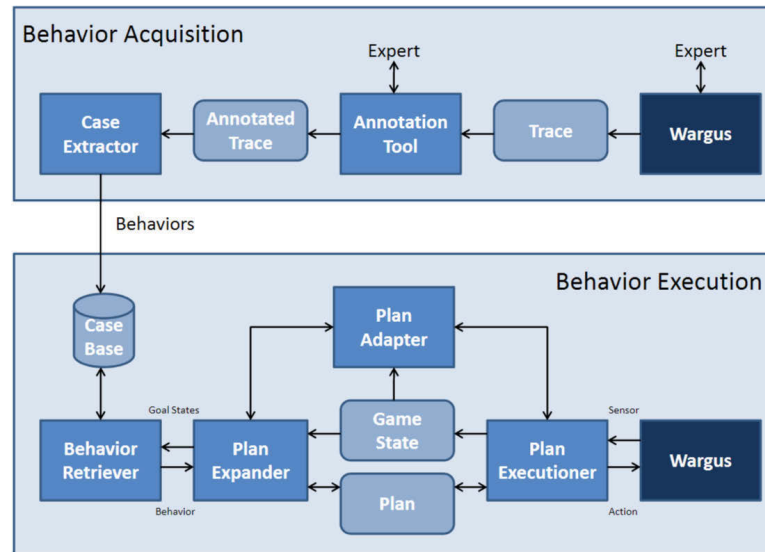 Behavior Acquisition
Expert
Expert
Case
Extractor
Annotated
Trace
Annotation
Tool
Trace
Wargus
Behaviors
Behavior Execution
Case
Base
Plan
Adapter
Goal States
Game
State
Sensor
Behavior
Retriever
Plan
Expander
Plan
Executioner
Wargus
Behavior
Plan
Action